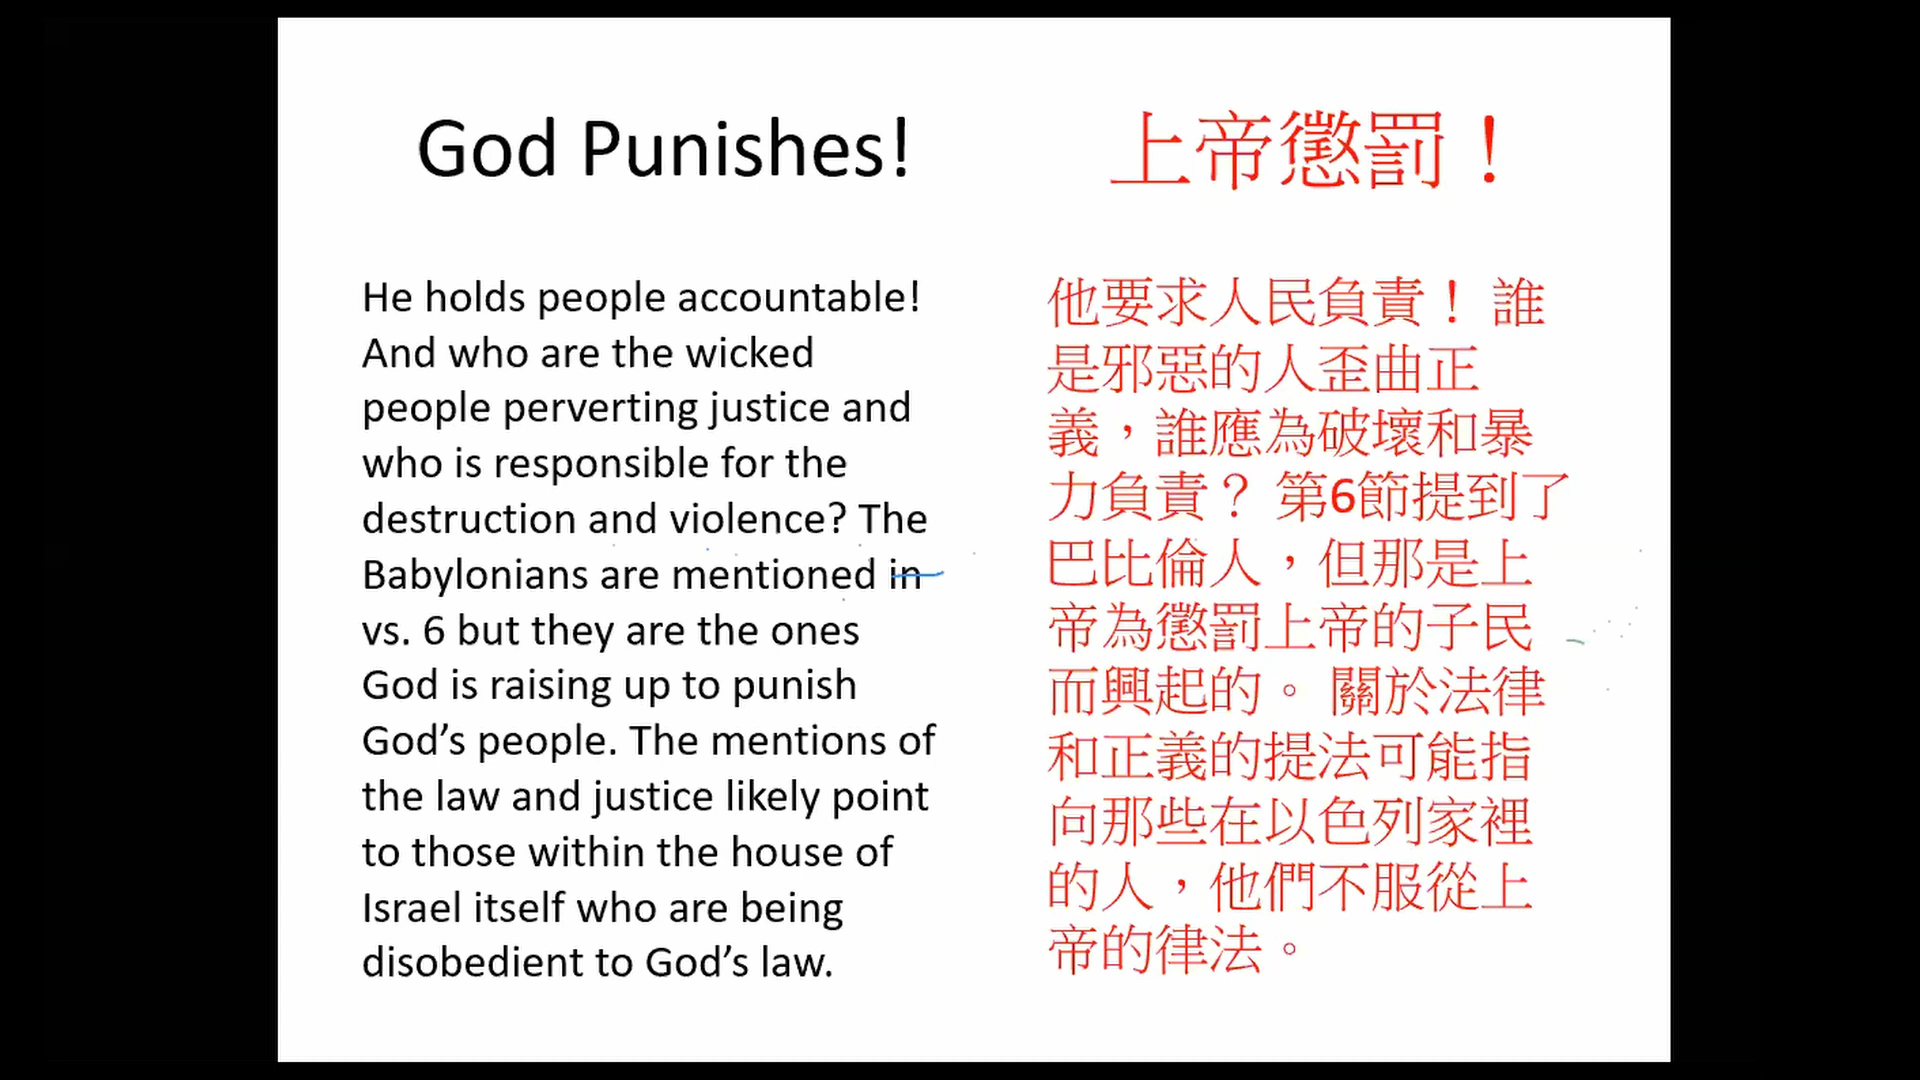 God Punishes!
He holds people accountable!
And who are the wicked
people perverting justice and
who is responsible for the
destruction and violence? The
Babylonians are mentioned in
vs. 6 but they are the ones
God is raising up to punish
God’s people. The mentions of
the law and justice likely point
to those within the house of
Israel itself who are being
disobedient to God’s law.
上帝懲罰！
他要求人民負責！ 誰
是邪惡的人歪曲正
義，誰應為破壞和暴
力負責？ 第6節提到了
巴比倫人，但那是上
帝為懲罰上帝的子民
而興起的。 關於法律
和正義的提法可能指
向那些在以色列家裡
的人，他們不服從上
帝的律法。